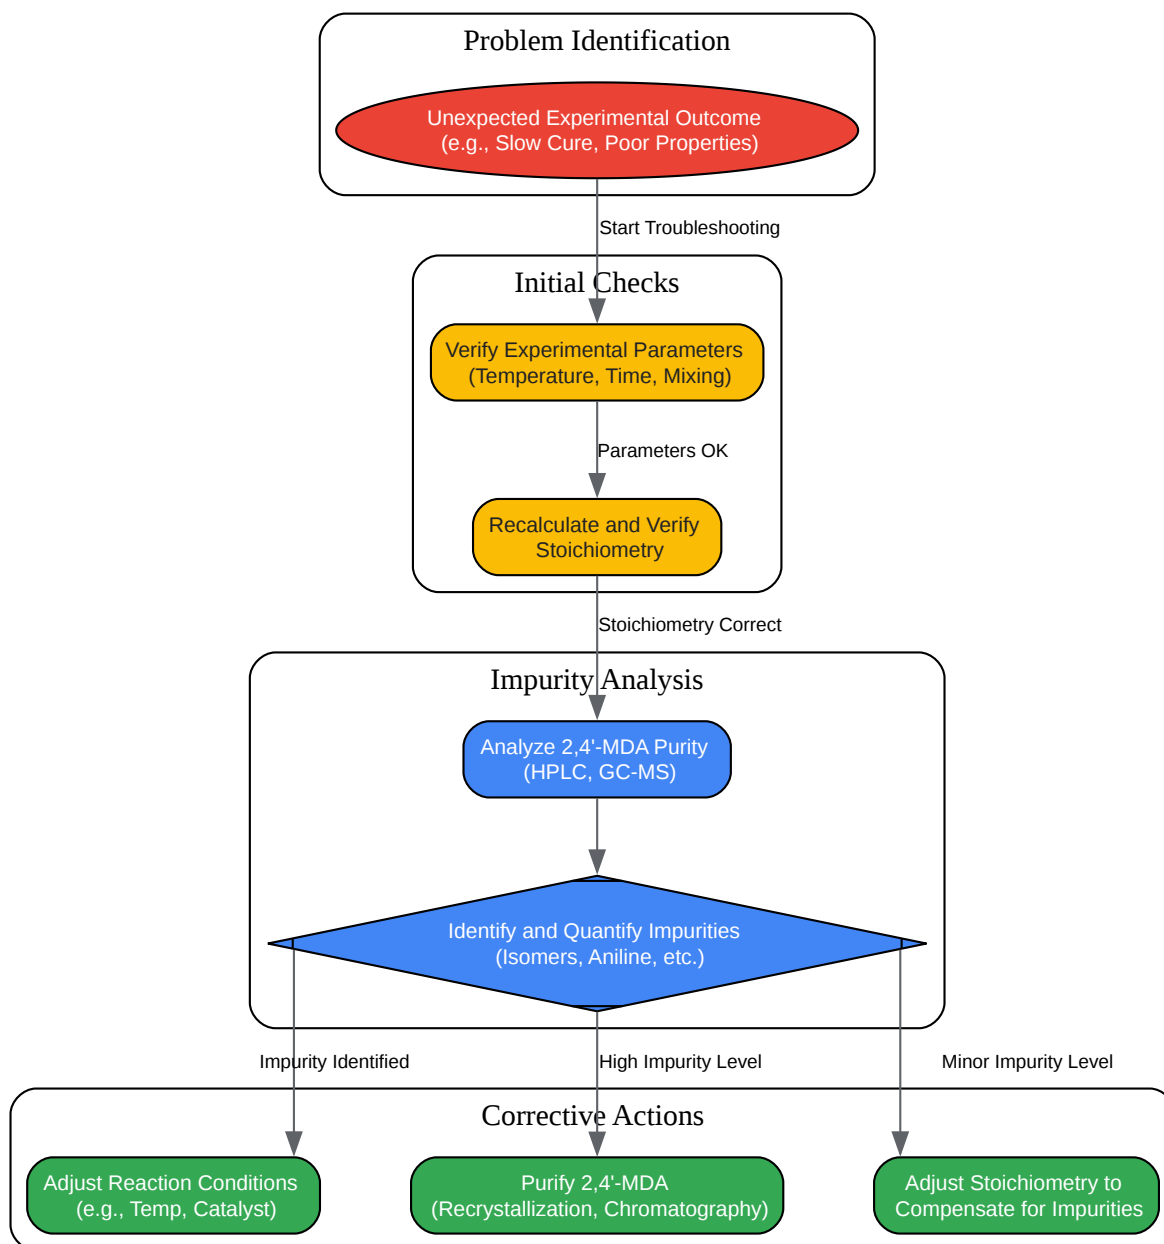 Problem Identification
Unexpected Experimental Outcome
(e.g., Slow Cure, Poor Properties)
Start Troubleshooting
Initial Checks
Verify Experimental Parameters
(Temperature, Time, Mixing)
Parameters OK
Recalculate and Verify
Stoichiometry
Stoichiometry Correct
Impurity Analysis
Analyze 2,4'-MDA Purity
(HPLC, GC-MS)
Identify and Quantify Impurities
(Isomers, Aniline, etc.)
Impurity Identified
High Impurity Level
Minor Impurity Level
Corrective Actions
Adjust Reaction Conditions
(e.g., Temp, Catalyst)
Purify 2,4'-MDA
(Recrystallization, Chromatography)
Adjust Stoichiometry to
Compensate for Impurities